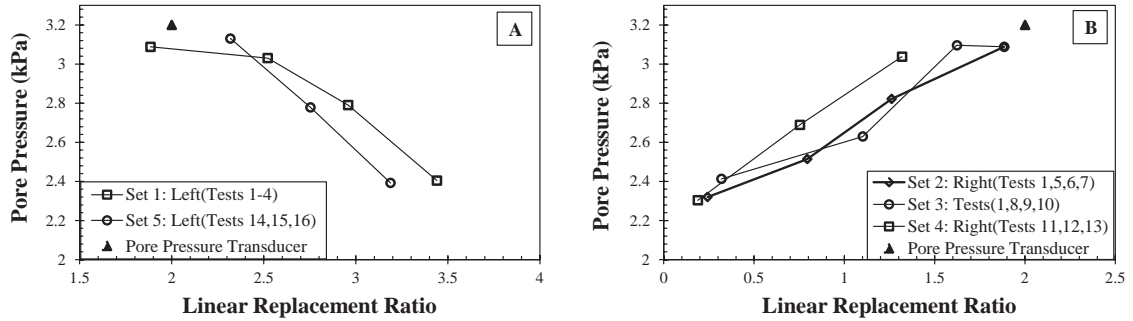 A
Pore Pressure (kPa)
3.2
3
2.8
2.6
2.4
2.2
2
Set 1: Left(Tests 1-4)
Set 5: Left(Tests 14,15,16)
Pore Pressure Transducer
1.5 2 2.5 3 3.5 4
Linear Replacement Ratio
B
Pore Pressure (kPa)
3.2
3
2.8
2.6
2.4
2.2
2
Set 2: Right(Tests 1,5,6,7)
Set 3: Tests(1,8,9,10)
Set 4: Right(Tests 11,12,13)
Pore Pressure Transducer
0 0.5 1 1.5 2 2.5
Linear Replacement Ratio